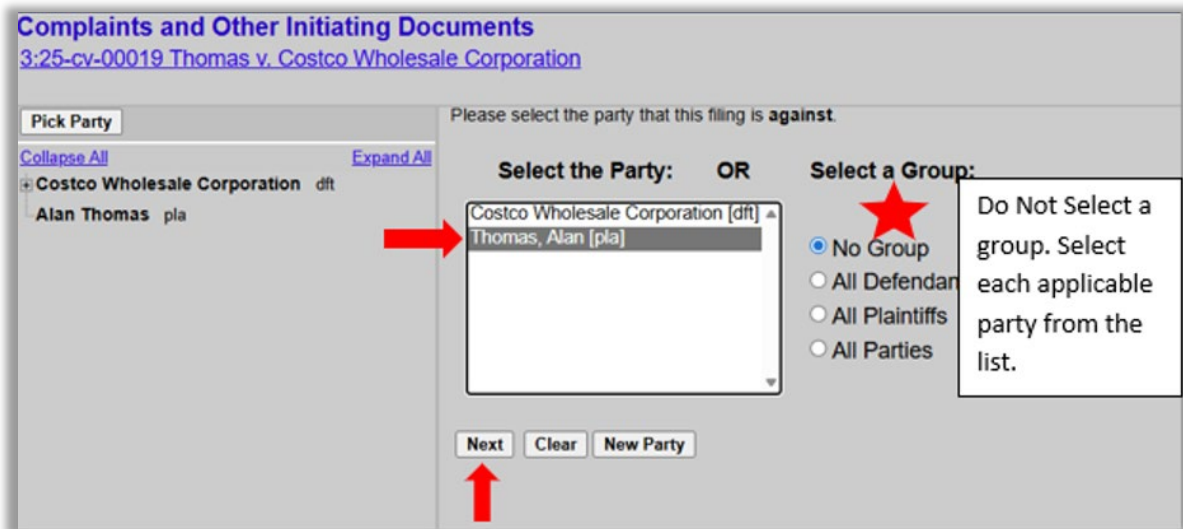 Complaints and Other Initiating Documents
3:25-cv-00019 Thomas v. Costco Wholesale Corporation
Pick Party
Collapse All Expand All
Costco Wholesale Corporation dft
Alan Thomas pla
Please select the party that this filing is against.
Select the Party: OR Select a Group:
Costco Wholesale Corporation [dft]
Thomas, Alan [pla]
No Group
All Defendan
All Plaintiffs
All Parties
Do Not Select a
group. Select
each applicable
party from the
list.
Next Clear New Party